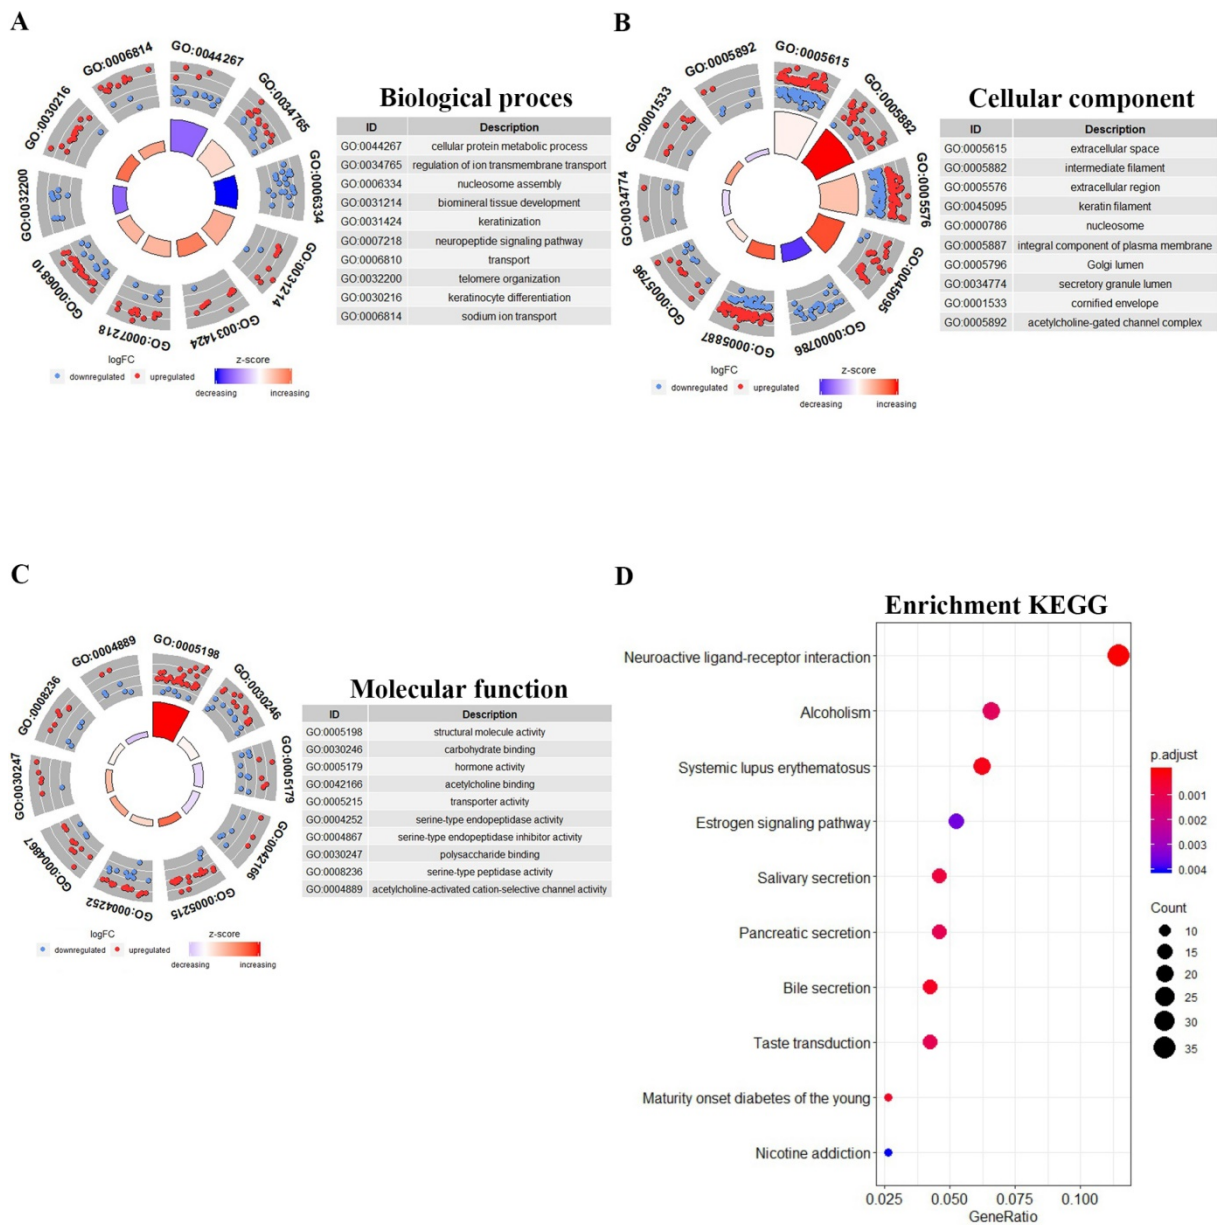 A
GO:0044267
GO:0034765
GO:0006334
GO:0031214
GO:0031424
GO:0007218
GO:0006810
GO:0032200
GO:0030216
GO:0006814
logFC
downregulated upregulated
z-score
decreasing increasing
Biological proces
ID Description
GO:0044267 cellular protein metabolic process
GO:0034765 regulation of ion transmembrane transport
GO:0006334 nucleosome assembly
GO:0031214 biomineral tissue development
GO:0031424 keratinization
GO:0007218 neuropeptide signaling pathway
GO:0006810 transport
GO:0032200 telomere organization
GO:0030216 keratinocyte differentiation
GO:0006814 sodium ion transport
B
GO:0005615
GO:0005882
GO:0005576
GO:0045095
GO:0000786
GO:0005887
GO:0005796
GO:0034774
GO:0001533
GO:0005892
logFC
downregulated upregulated
z-score
decreasing increasing
Cellular component
ID Description
GO:0005615 extracellular space
GO:0005882 intermediate filament
GO:0005576 extracellular region
GO:0045095 keratin filament
GO:0000786 nucleosome
GO:0005887 integral component of plasma membrane
GO:0005796 Golgi lumen
GO:0034774 secretory granule lumen
GO:0001533 cornified envelope
GO:0005892 acetylcholine-gated channel complex
C
GO:0005198
GO:0030246
GO:0005179
GO:0042166
GO:0005215
GO:0004252
GO:0004867
GO:0030247
GO:0008236
GO:0004889
logFC
downregulated upregulated
z-score
decreasing increasing
Molecular function
ID Description
GO:0005198 structural molecule activity
GO:0030246 carbohydrate binding
GO:0005179 hormone activity
GO:0042166 acetylcholine binding
GO:0005215 transporter activity
GO:0004252 serine-type endopeptidase activity
GO:0004867 serine-type endopeptidase inhibitor activity
GO:0030247 polysaccharide binding
GO:0008236 serine-type peptidase activity
GO:0004889 acetylcholine-activated cation-selective channel activity
D
Enrichment KEGG
Neuroactive ligand-receptor interaction
Alcoholism
Systemic lupus erythematosus
Estrogen signaling pathway
Salivary secretion
Pancreatic secretion
Bile secretion
Taste transduction
Maturity onset diabetes of the young
Nicotine addiction
0.025 0.050 0.075 0.100
GeneRatio
p.adjust
0.001
0.002
0.003
0.004
Count
10
15
20
25
30
35